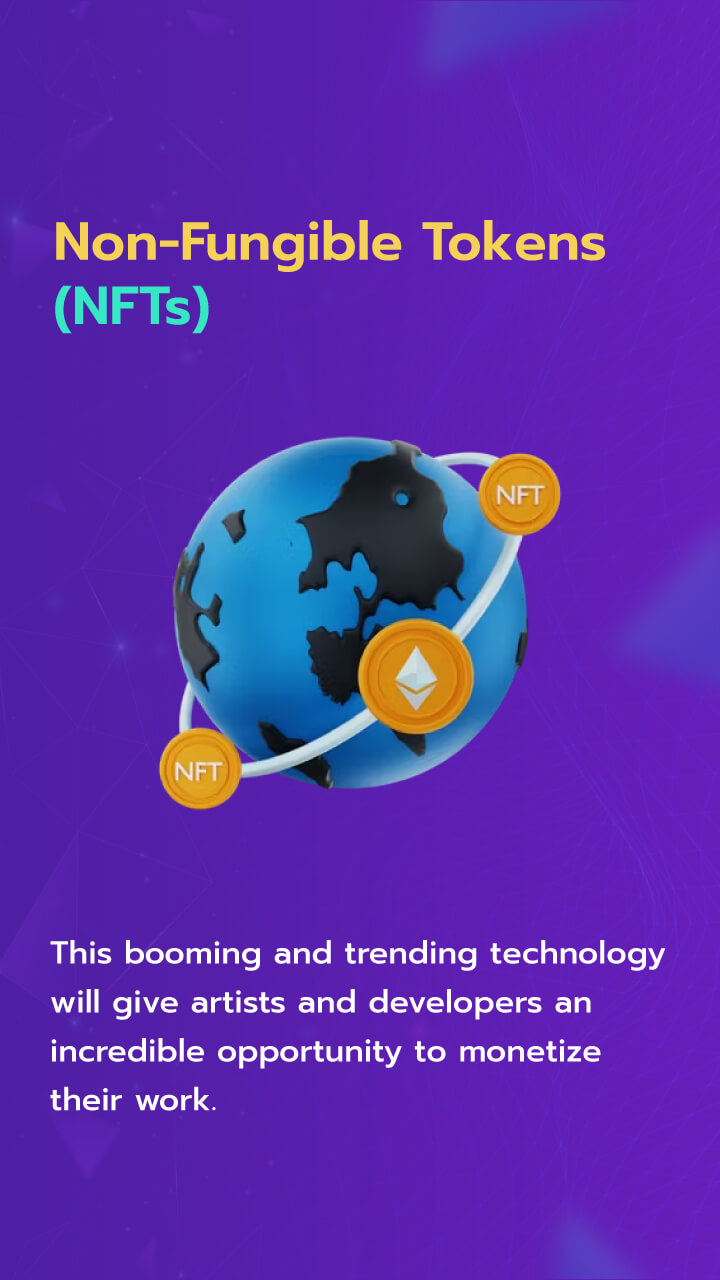 Non-Fungible Tokens
(NFTs)
NFT
NFT
This booming and trending technology
will give artists and developers an
incredible opportunity to monetize
their work.